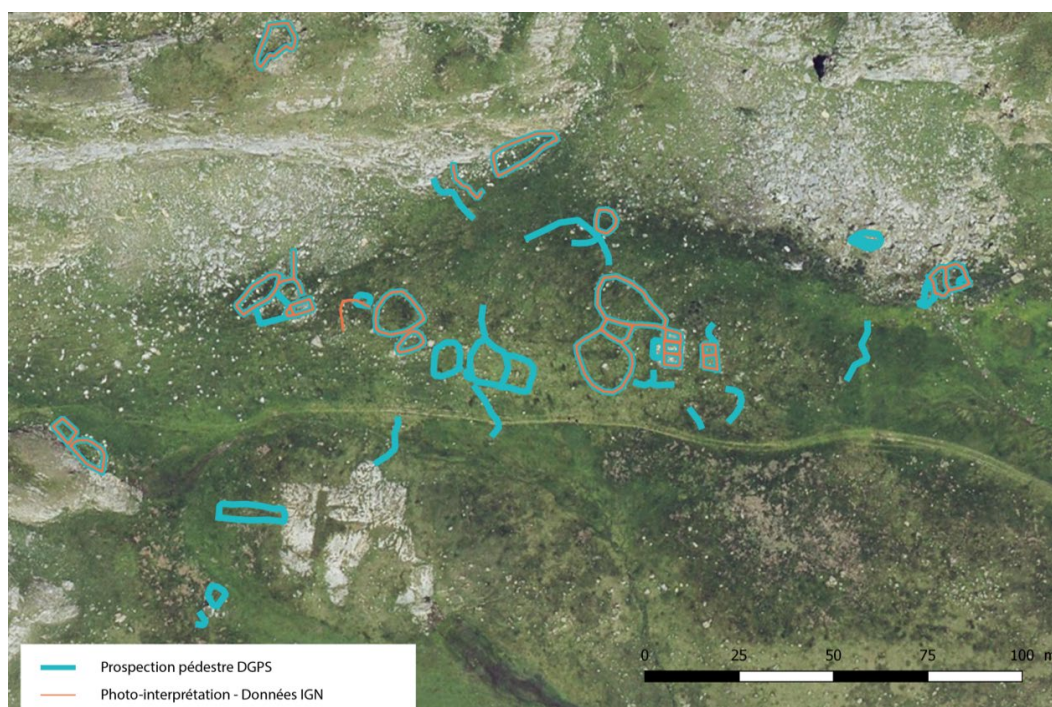 0 25 50 75 100 m
Prospection pédestre DGPS
Photo-interprétation - Données IGN